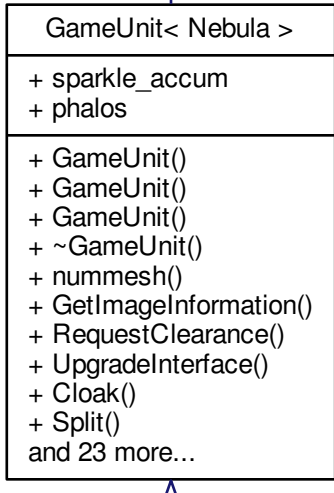 GameUnit< Nebula >
+ sparkle_accum
+ phalos
+ GameUnit()
+ GameUnit()
+ GameUnit()
+ ~GameUnit()
+ nummesh()
+ GetImageInformation()
+ RequestClearance()
+ UpgradeInterface()
+ Cloak()
+ Split()
and 23 more...